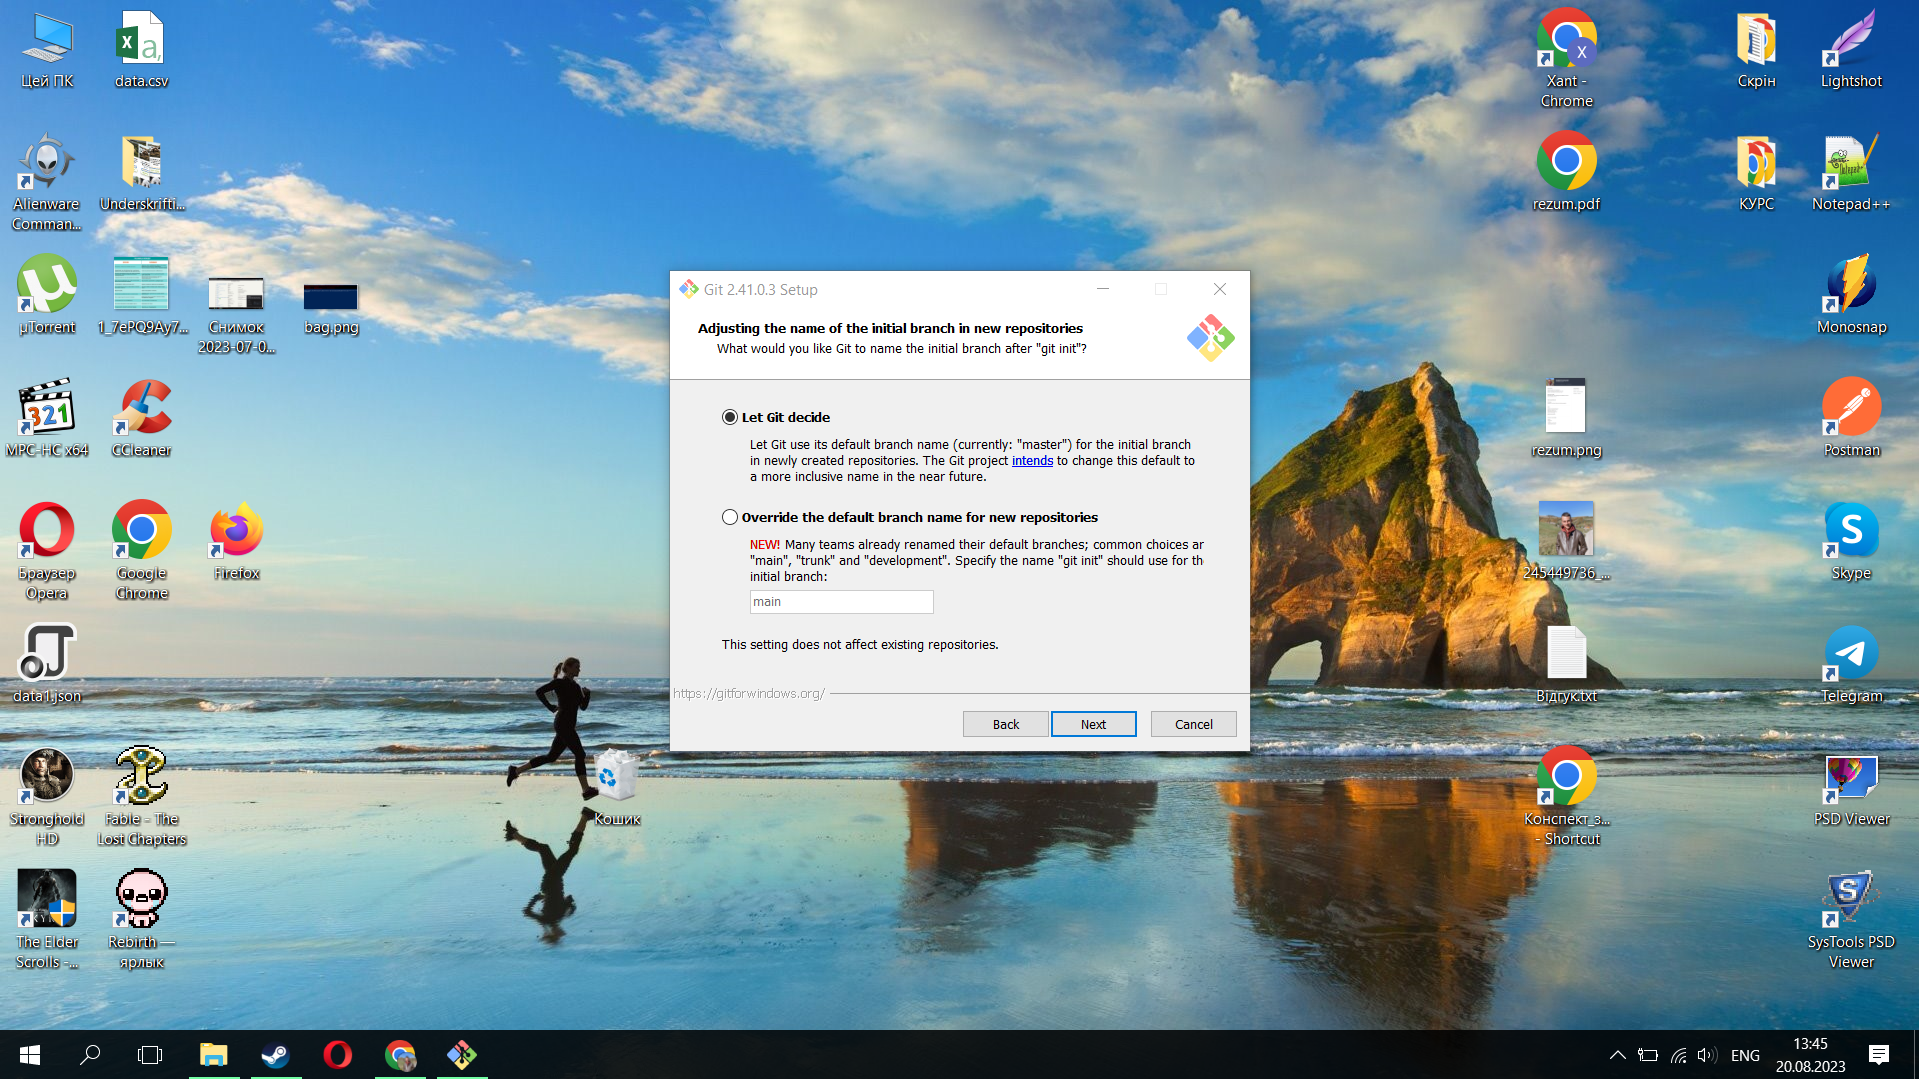 Цей ПК
data.csv
Alienware
Comman...
Underskrifti...
µTorrent
1_7ePQ9Ay7...
Снимок
2023-07-0...
bag.png
MPC-HC x64
CCleaner
Браузер
Opera
Google
Chrome
Firefox
data1.json
Stronghold
HD
Fable - The
Lost Chapters
The Elder
Scrolls -...
Rebirth —
ярлык
Кошик
Git 2.41.0.3 Setup
Adjusting the name of the initial branch in new repositories
What would you like Git to name the initial branch after "git init"?
Let Git decide
Let Git use its default branch name (currently: "master") for the initial branch
in newly created repositories. The Git project intends to change this default to
a more inclusive name in the near future.
Override the default branch name for new repositories
NEW! Many teams already renamed their default branches; common choices ar
"main", "trunk" and "development". Specify the name "git init" should use for th
initial branch:
main
This setting does not affect existing repositories.
https://gitforwindows.org/
Back
Next
Cancel
Xant -
Chrome
Скрін
Lightshot
rezum.pdf
КУРС
Notepad++
Monosnap
rezum.png
Postman
245449736_...
Skype
Відгук.txt
Telegram
Конспект_з...
- Shortcut
PSD Viewer
SysTools PSD
Viewer
ENG
13:45
20.08.2023